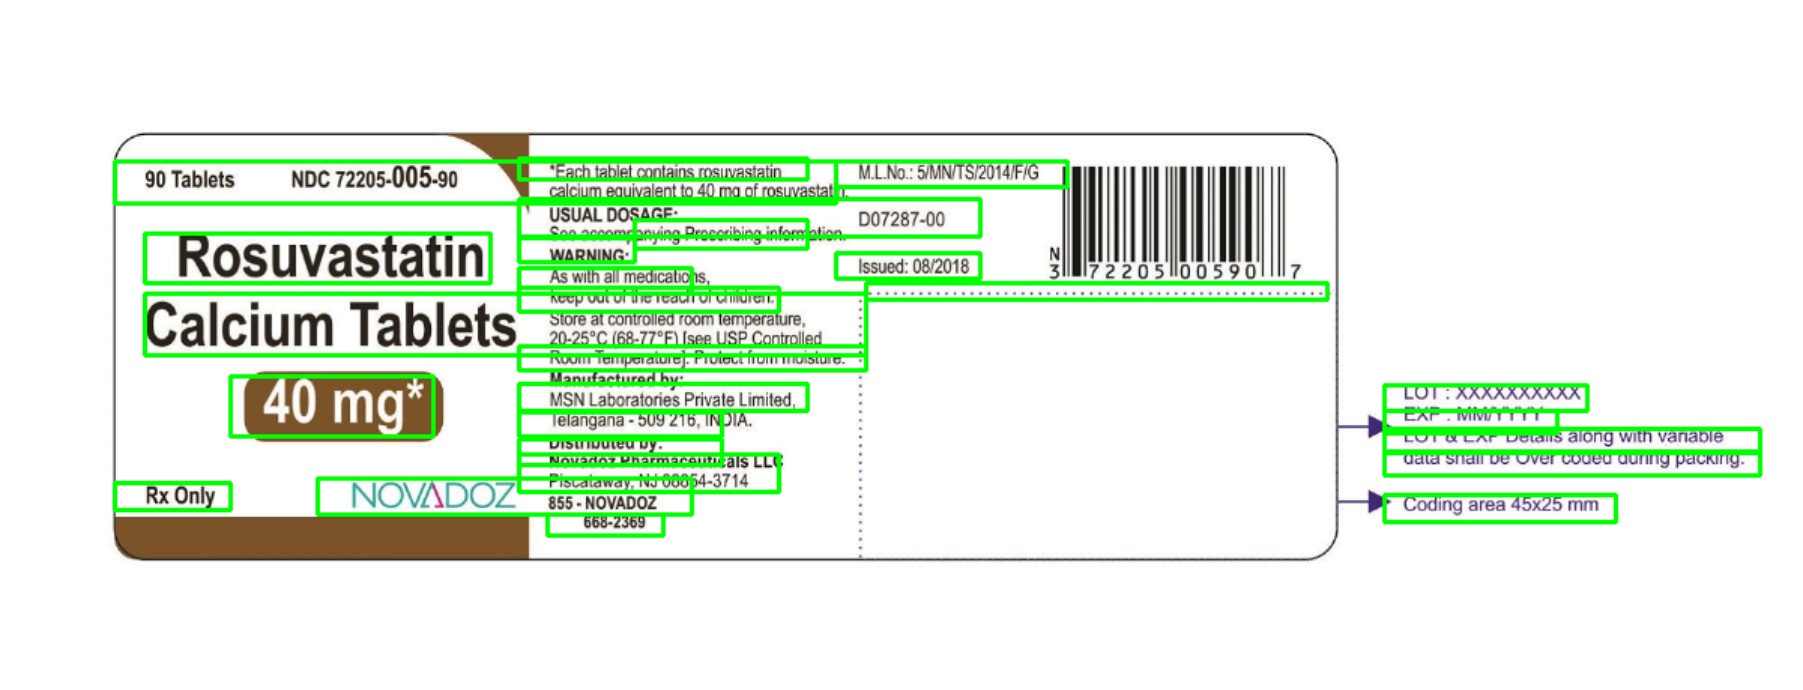 90 Tablets NDC 72205-005-90
Rosuvastatin
Calcium Tablets
40 mg*
Rx Only NOVADOZ
*Each tablet contains rosuvastatin
calcium equivalent to 40 mg of rosuvastatin.
USUAL DOSAGE:
See accompanying Prescribing information.
WARNING:
As with all medications,
keep out of the reach of children.
Store at controlled room temperature,
20-25°C (68-77°F) [see USP Controlled
Room Temperature]. Protect from moisture.
Manufactured by:
MSN Laboratories Private Limited,
Telangana - 509 216, INDIA.
Distributed by:
Novadoz Pharmaceuticals LLC
Piscataway, NJ 08854-3714
855 - NOVADOZ
668-2369
M.L.No.: 5/MN/TS/2014/F/G
D07287-00
Issued: 08/2018
N
3 72205 00590 7
LOT : XXXXXXXXXX
EXP : MM/YYYY
LOT & EXP Details along with variable
data shall be Over coded during packing.
Coding area 45x25 mm